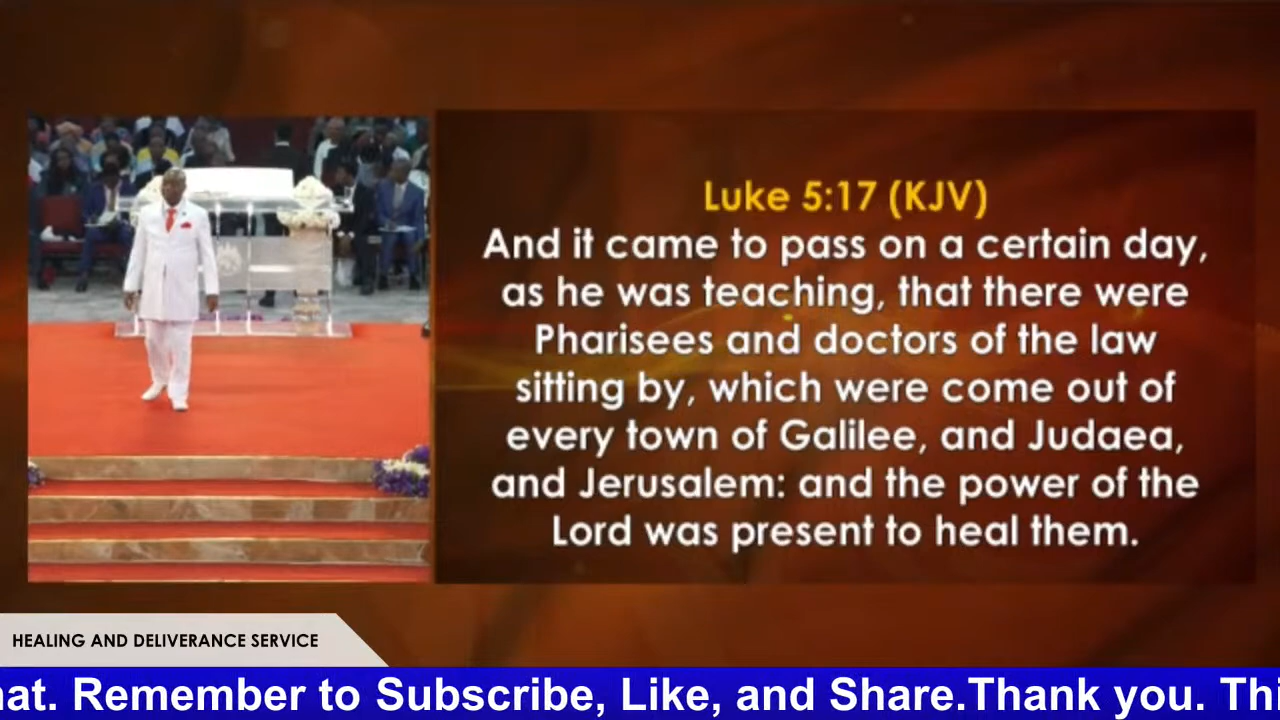 Luke 5:17 (KJV)
And it came to pass on a certain day,
as he was teaching, that there were
Pharisees and doctors of the law
sitting by, which were come out of
every town of Galilee, and Judaea,
and Jerusalem: and the power of the
Lord was present to heal them.
HEALING AND DELIVERANCE SERVICE
Remember to Subscribe, Like, and Share.Thank you.